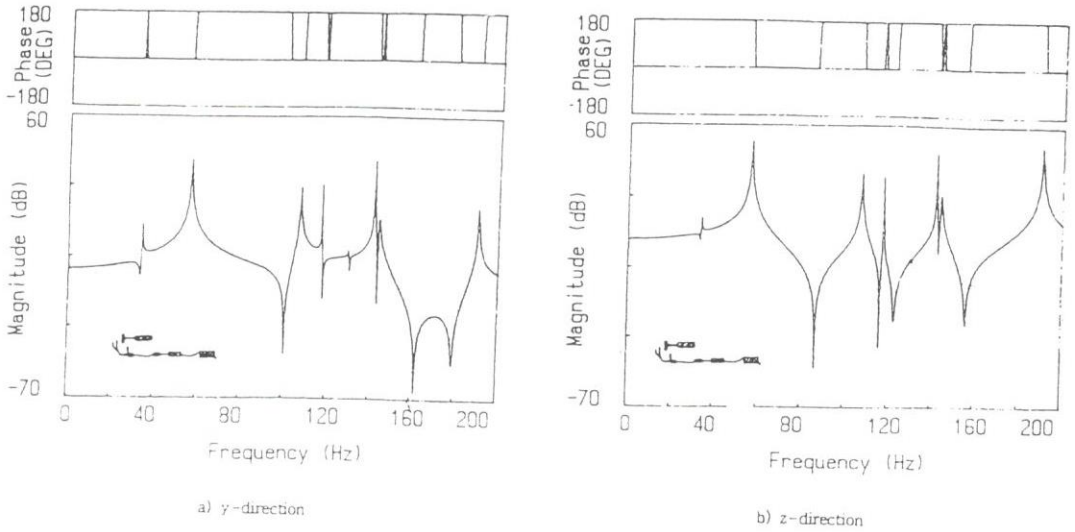 180
Phase
(DEG)
-180
60
Magnitude (dB)
-70
0
40
80
120
160
200
Frequency (Hz)
a) y-direction
180
Phase
(DEG)
-180
60
Magnitude (dB)
-70
0
40
80
120
160
200
Frequency (Hz)
b) z-direction